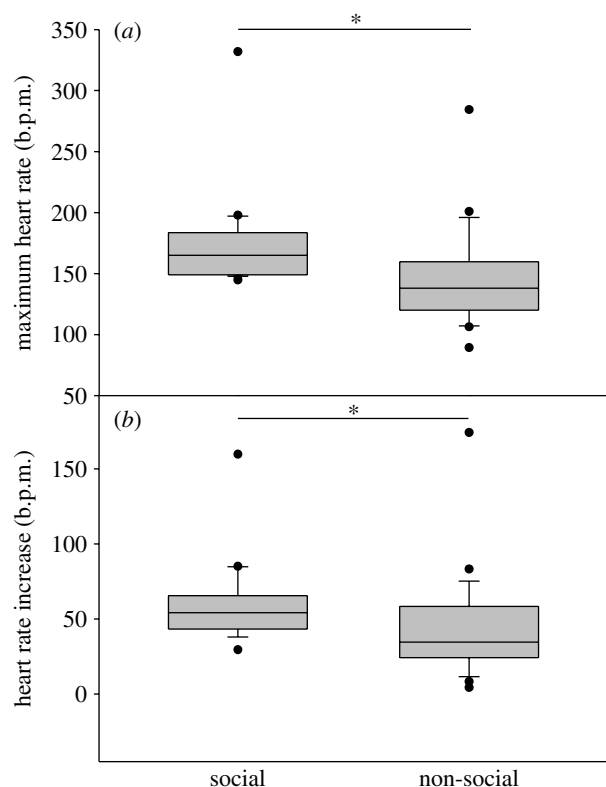 (a)
*
350
300
250
200
150
100
50
maximum heart rate (b.p.m.)
(b)
*
150
100
50
0
heart rate increase (b.p.m.)
social non-social